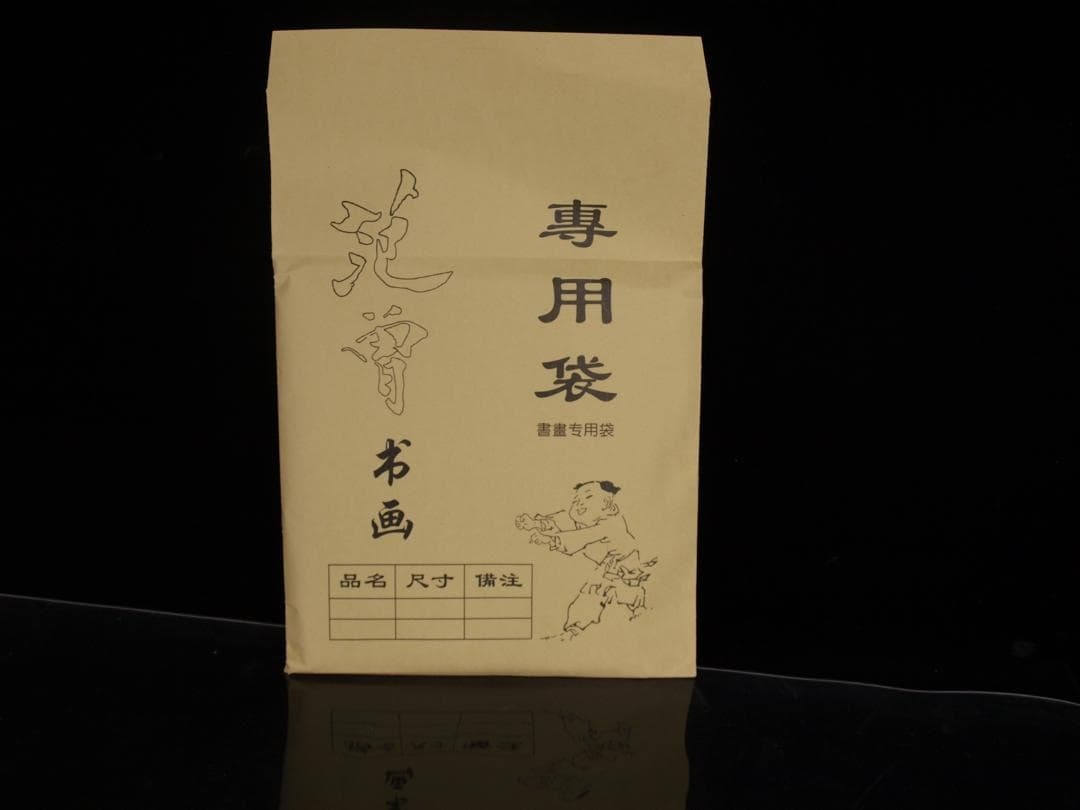 專用袋
書畫专用袋
范曾
书画
品名 尺寸 備注